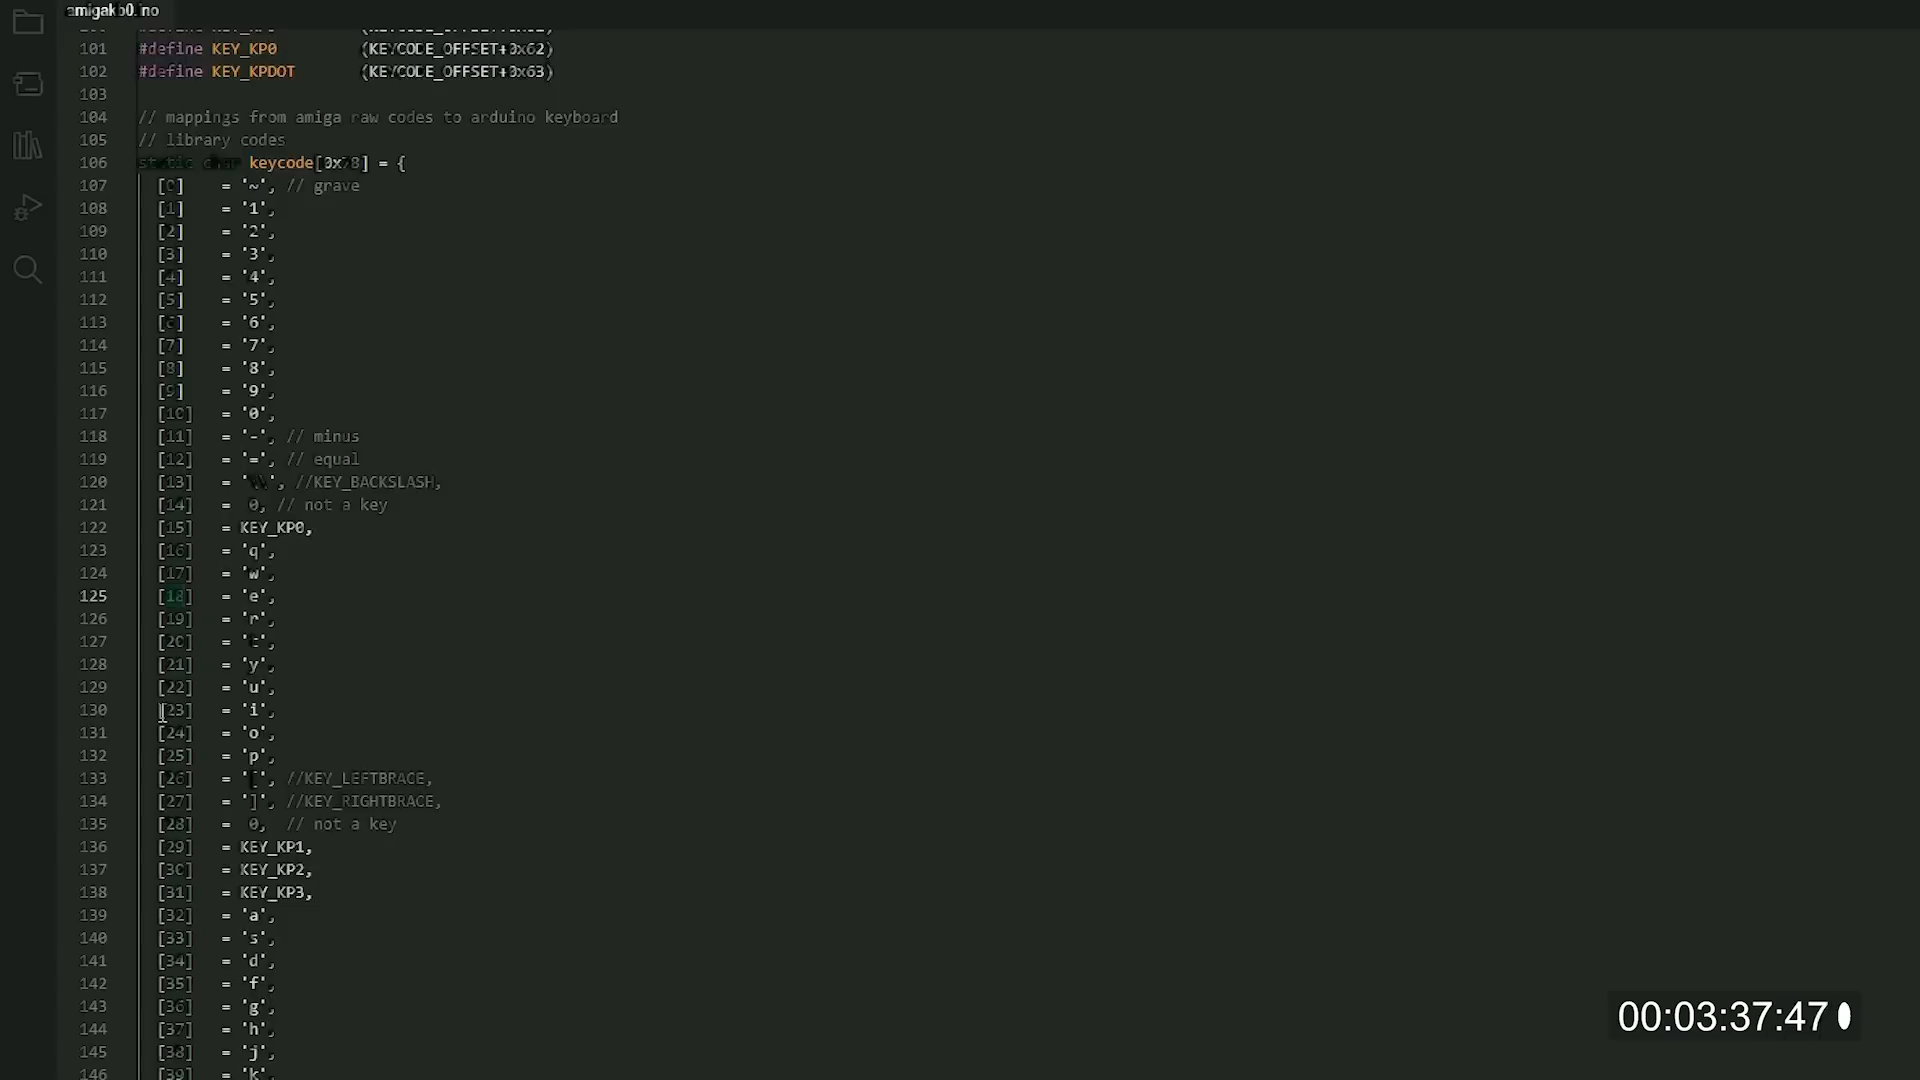 amigakb0.ino
101 #define KEY_KP0 (KEYCODE_OFFSET+0x62)
102 #define KEY_KPDOT (KEYCODE_OFFSET+0x63)
103
104 // mappings from amiga raw codes to arduino keyboard
105 // library codes
106 static char keycode[0x78] = {
107 [0] = '~', // grave
108 [1] = '1',
109 [2] = '2',
110 [3] = '3',
111 [4] = '4',
112 [5] = '5',
113 [6] = '6',
114 [7] = '7',
115 [8] = '8',
116 [9] = '9',
117 [10] = '0',
118 [11] = '-', // minus
119 [12] = '=', // equal
120 [13] = '\\', //KEY_BACKSLASH,
121 [14] = 0, // not a key
122 [15] = KEY_KP0,
123 [16] = 'q',
124 [17] = 'w',
125 [18] = 'e',
126 [19] = 'r',
127 [20] = 't',
128 [21] = 'y',
129 [22] = 'u',
130 [23] = 'i',
131 [24] = 'o',
132 [25] = 'p',
133 [26] = '[', //KEY_LEFTBRACE,
134 [27] = ']', //KEY_RIGHTBRACE,
135 [28] = 0, // not a key
136 [29] = KEY_KP1,
137 [30] = KEY_KP2,
138 [31] = KEY_KP3,
139 [32] = 'a',
140 [33] = 's',
141 [34] = 'd',
142 [35] = 'f',
143 [36] = 'g',
144 [37] = 'h',
145 [38] = 'j',
146 [39] = 'k',
00:03:37:47